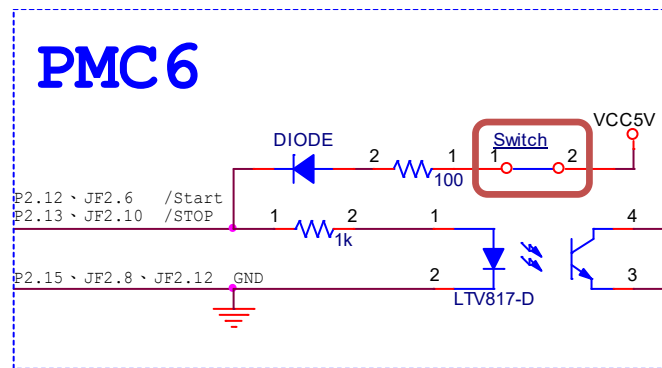 PMC6
VCC5V
DIODE
Switch
2
1
1
2
100
P2.12、JF2.6 /Start
P2.13、JF2.10 /STOP
1
2
1
4
1k
P2.15、JF2.8、JF2.12 GND
2
3
LTV817-D